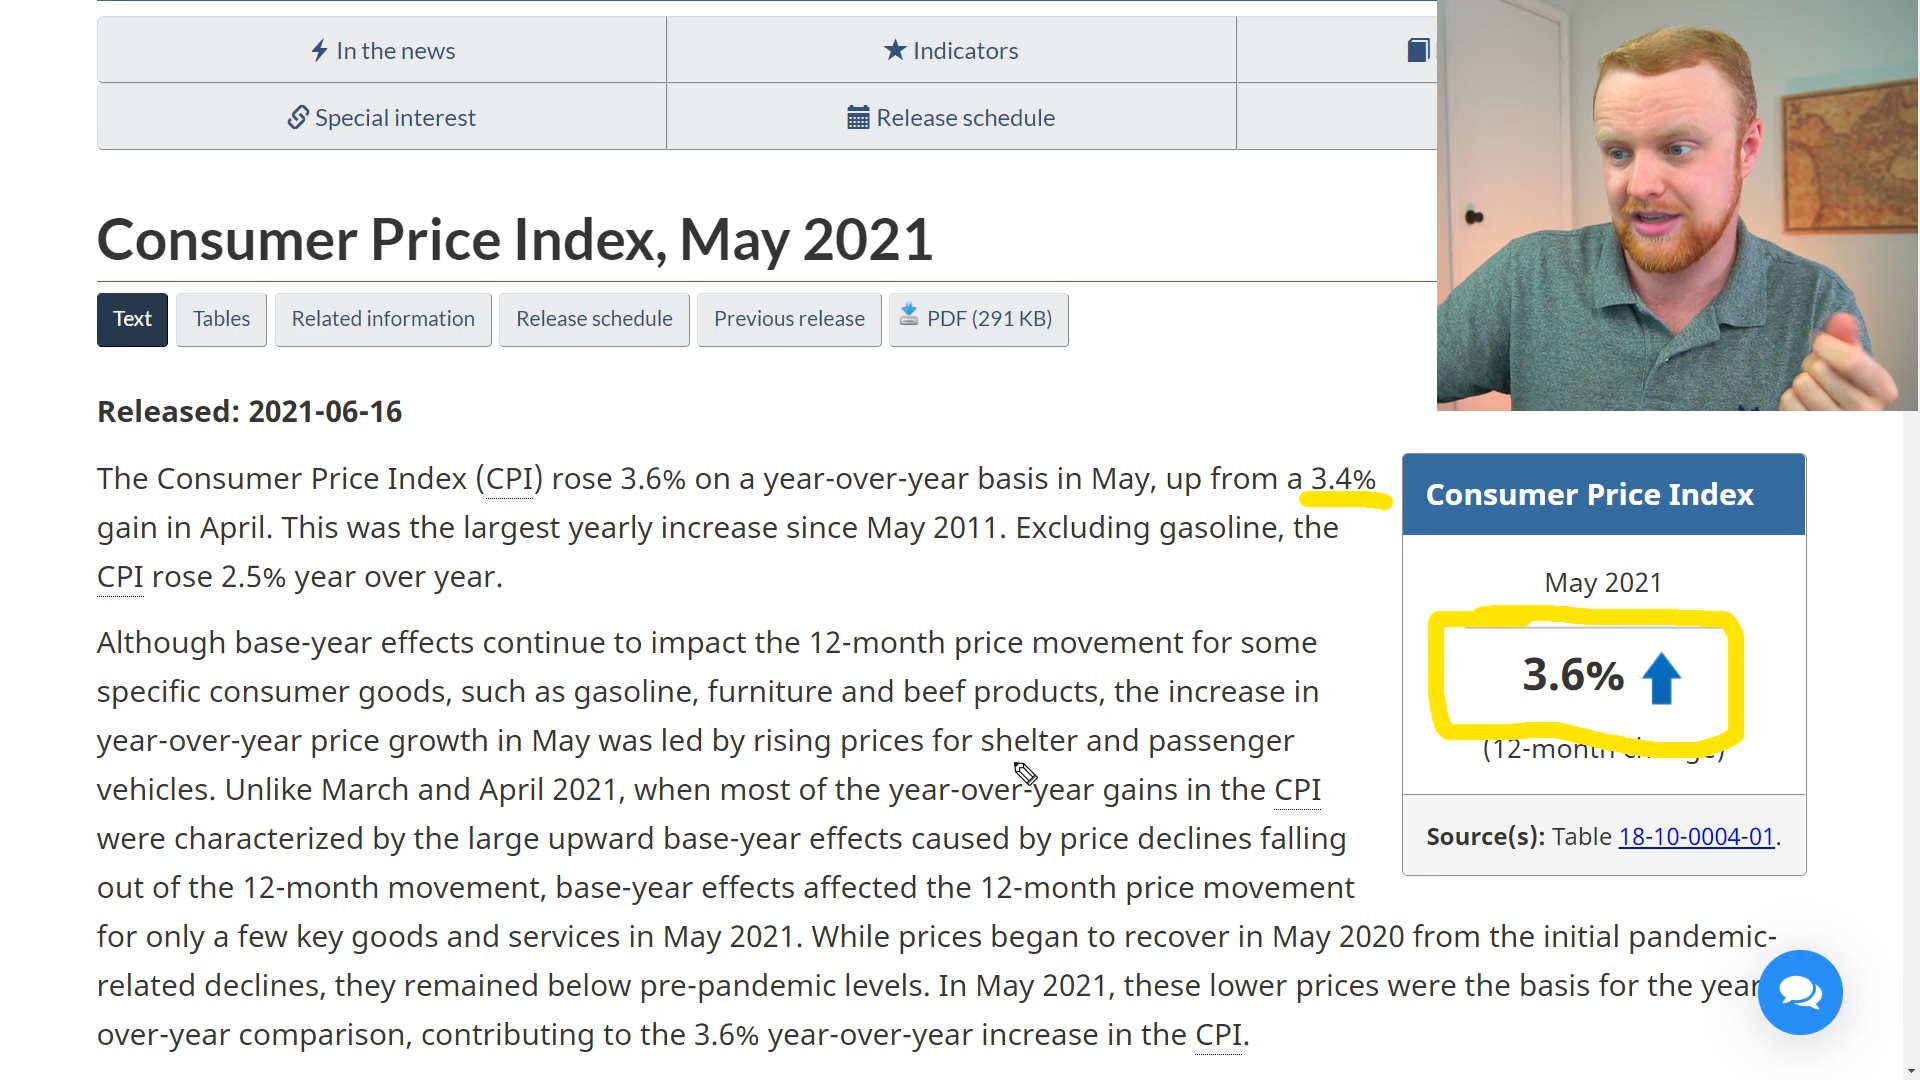 In the news
Indicators
Special interest
Release schedule
Consumer Price Index, May 2021
Text
Tables
Related information
Release schedule
Previous release
PDF (291 KB)
Released: 2021-06-16
The Consumer Price Index (CPI) rose 3.6% on a year-over-year basis in May, up from a 3.4%
gain in April. This was the largest yearly increase since May 2011. Excluding gasoline, the
CPI rose 2.5% year over year.
Although base-year effects continue to impact the 12-month price movement for some
specific consumer goods, such as gasoline, furniture and beef products, the increase in
year-over-year price growth in May was led by rising prices for shelter and passenger
vehicles. Unlike March and April 2021, when most of the year-over-year gains in the CPI
were characterized by the large upward base-year effects caused by price declines falling
out of the 12-month movement, base-year effects affected the 12-month price movement
for only a few key goods and services in May 2021. While prices began to recover in May 2020 from the initial pandemic-
related declines, they remained below pre-pandemic levels. In May 2021, these lower prices were the basis for the year
over-year comparison, contributing to the 3.6% year-over-year increase in the CPI.
Consumer Price Index
May 2021
3.6%
(12-month change)
Source(s): Table 18-10-0004-01.